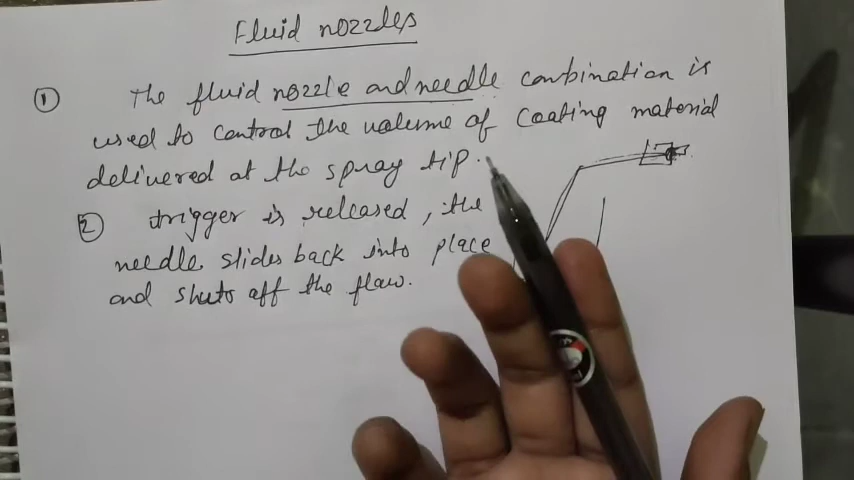 Fluid nozzles
① The fluid nozzle and needle combination is
used to control the volume of coating material
delivered at the spray tip.
② trigger is released, the
needle slides back into place
and shuts off the flow.